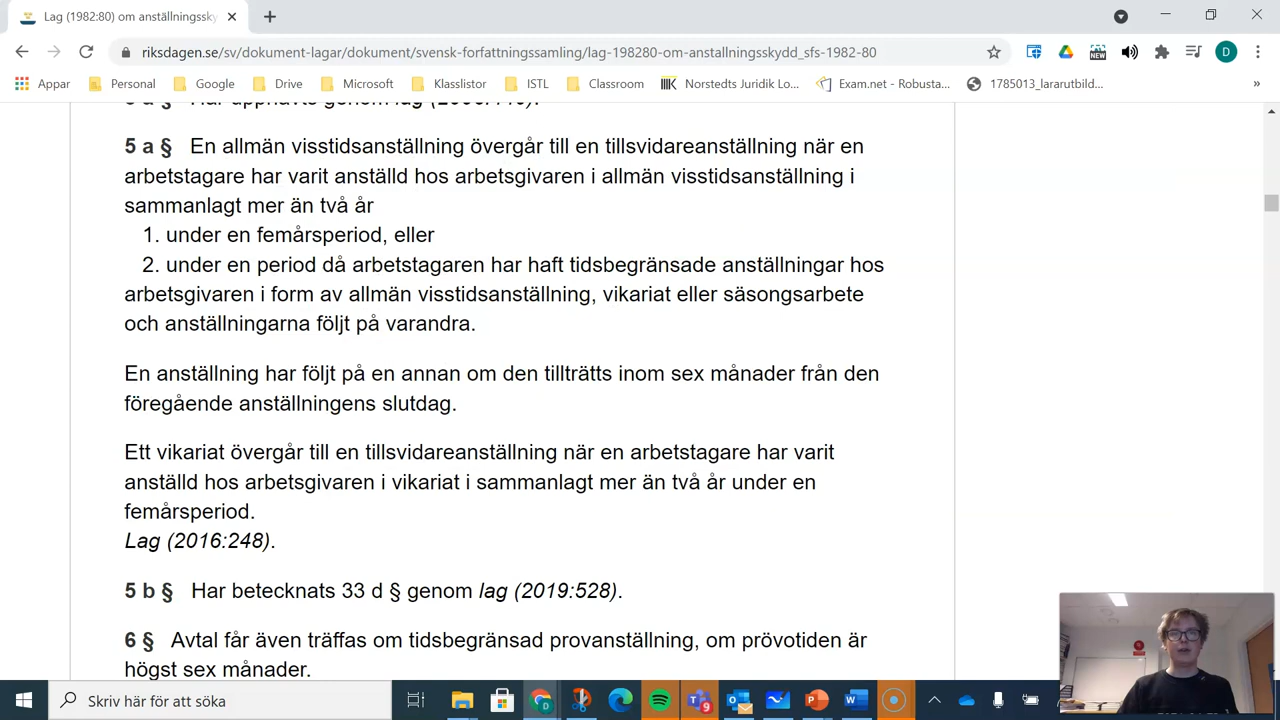 Lag (1982:80) om anställningssky
riksdagen.se/sv/dokument-lagar/dokument/svensk-forfattningssamling/lag-198280-om-anstallningsskydd_sfs-1982-80
NEW
D
Appar Personal Google Drive Microsoft Klasslistor ISTL Classroom Norstedts Juridik Lo... Exam.net - Robusta... 1785013_lararutbild... »
5 a § En allmän visstidsanställning övergår till en tillsvidareanställning när en
arbetstagare har varit anställd hos arbetsgivaren i allmän visstidsanställning i
sammanlagt mer än två år
1. under en femårsperiod, eller
2. under en period då arbetstagaren har haft tidsbegränsade anställningar hos
arbetsgivaren i form av allmän visstidsanställning, vikariat eller säsongsarbete
och anställningarna följt på varandra.
En anställning har följt på en annan om den tillträtts inom sex månader från den
föregående anställningens slutdag.
Ett vikariat övergår till en tillsvidareanställning när en arbetstagare har varit
anställd hos arbetsgivaren i vikariat i sammanlagt mer än två år under en
femårsperiod.
Lag (2016:248).
5 b § Har betecknats 33 d § genom lag (2019:528).
6 § Avtal får även träffas om tidsbegränsad provanställning, om prövotiden är
högst sex månader.
Skriv här för att söka
9